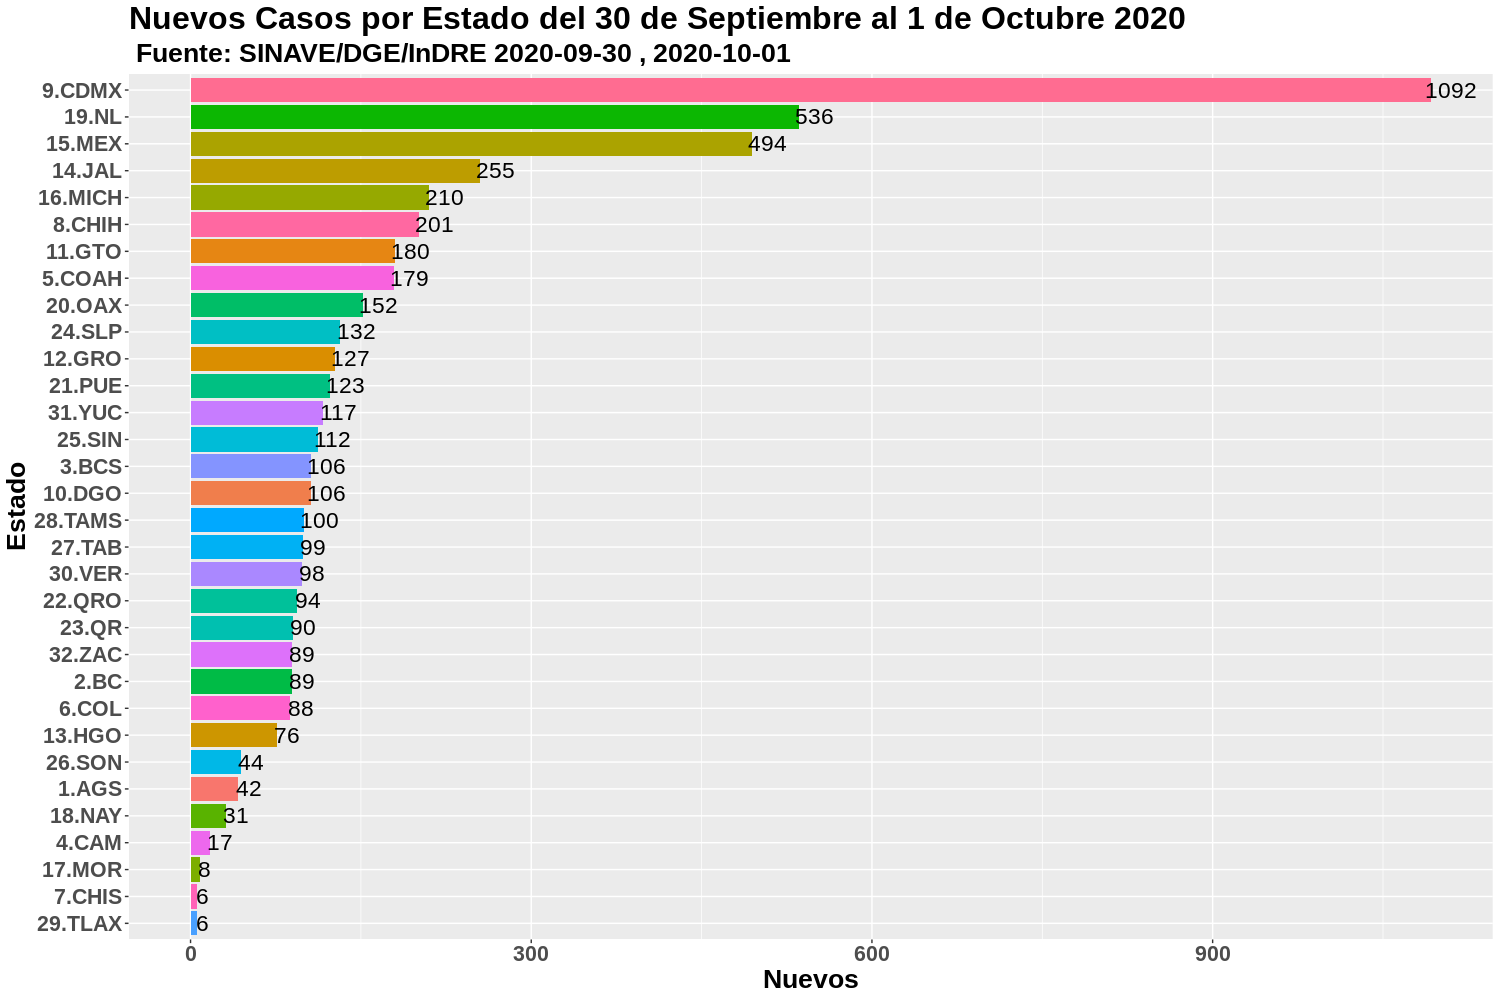 Nuevos Casos por Estado del 30 de Septiembre al 1 de Octubre 2020
Fuente: SINAVE/DGE/InDRE 2020-09-30 , 2020-10-01
Estado
9.CDMX 1092
19.NL 536
15.MEX 494
14.JAL 255
16.MICH 210
8.CHIH 201
11.GTO 180
5.COAH 179
20.OAX 152
24.SLP 132
12.GRO 127
21.PUE 123
31.YUC 117
25.SIN 112
3.BCS 106
10.DGO 106
28.TAMS 100
27.TAB 99
30.VER 98
22.QRO 94
23.QR 90
32.ZAC 89
2.BC 89
6.COL 88
13.HGO 76
26.SON 44
1.AGS 42
18.NAY 31
4.CAM 17
17.MOR 8
7.CHIS 6
29.TLAX 6
0 300 600 900
Nuevos